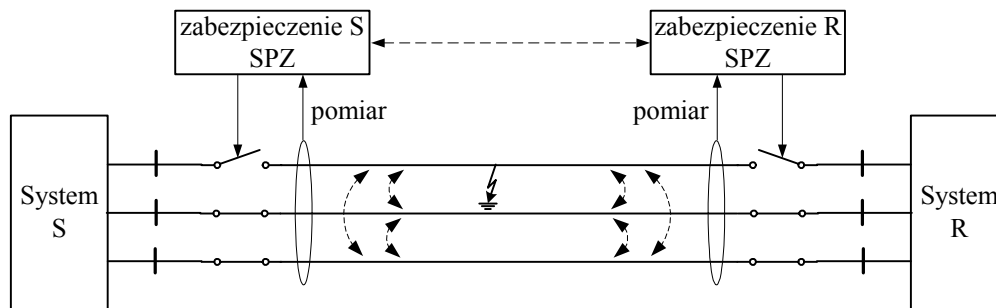 zabezpieczenie S
SPZ
zabezpieczenie R
SPZ
pomiar
pomiar
System
S
System
R